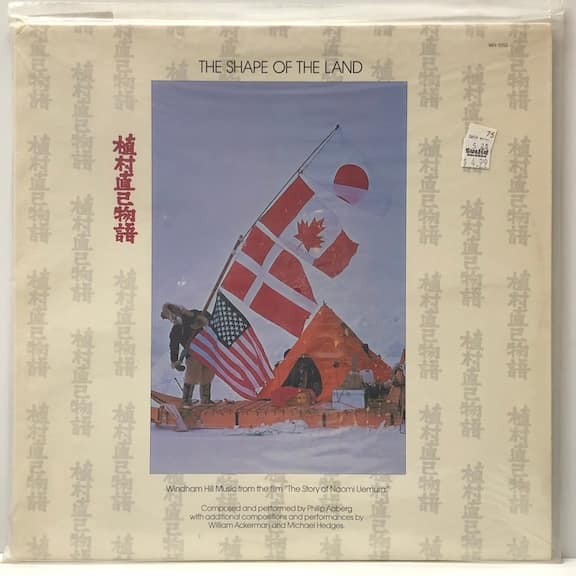 THE SHAPE OF THE LAND
植村直己物語
75
$ 4.99
Windham Hill Music from the film "The Story of Naomi Uemura."
Composed and performed by Philip Aaberg
with additional compositions and performances by
William Ackerman and Michael Hedges.